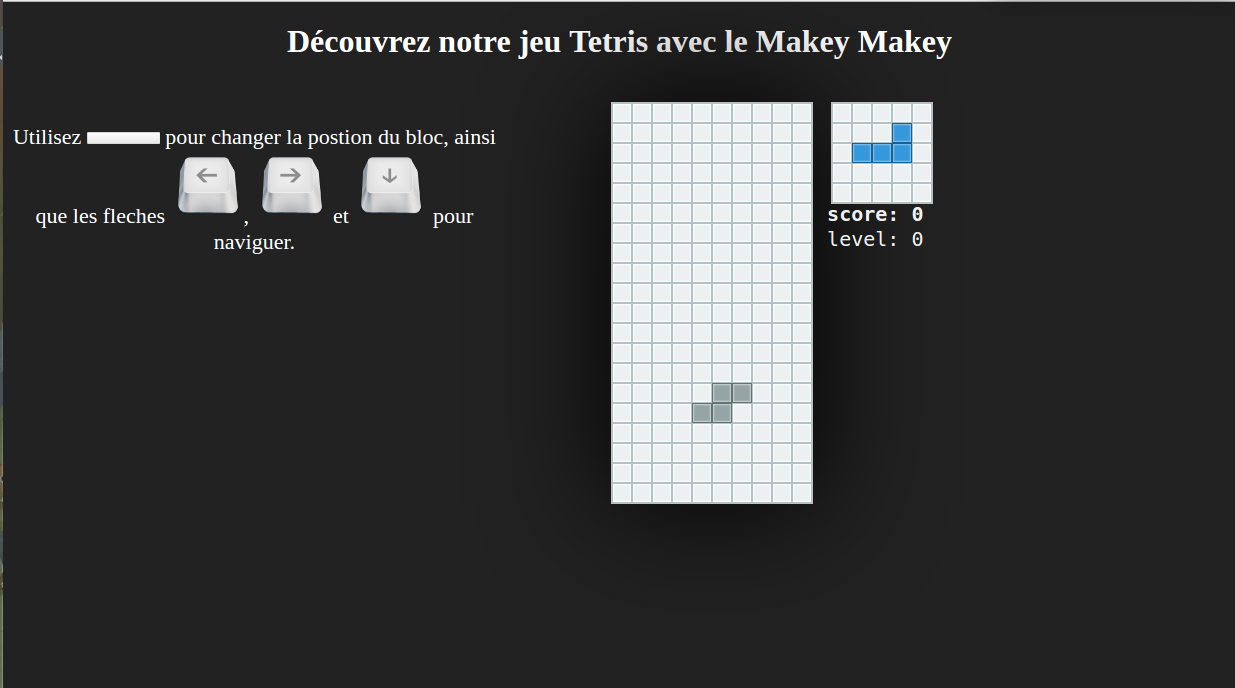 Découvrez notre jeu Tetris avec le Makey Makey
Utilisez pour changer la postion du bloc, ainsi
que les fleches ← , → et ↓ pour
naviguer.
score: 0
level: 0